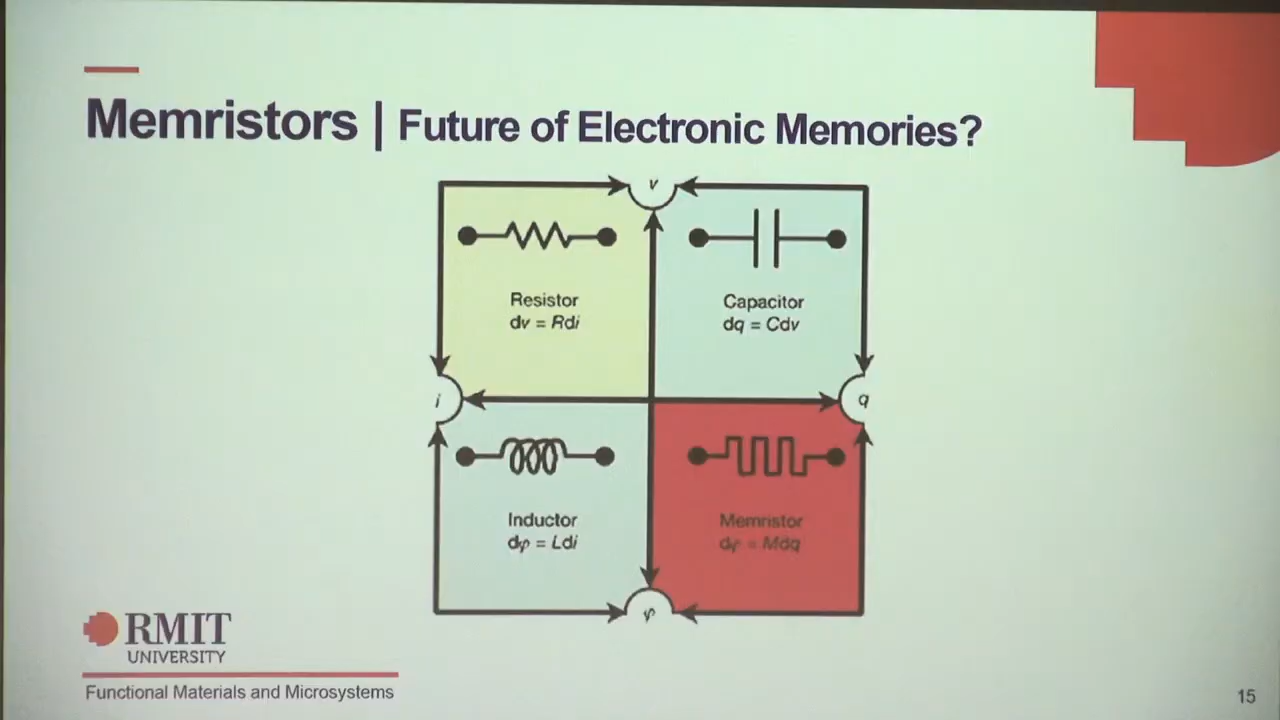 Memristors | Future of Electronic Memories?
v
Resistor
dv = Rdi
Capacitor
dq = Cdv
i
q
Inductor
dφ = Ldi
Memristor
dφ = Mdq
φ
RMIT
UNIVERSITY
Functional Materials and Microsystems
15